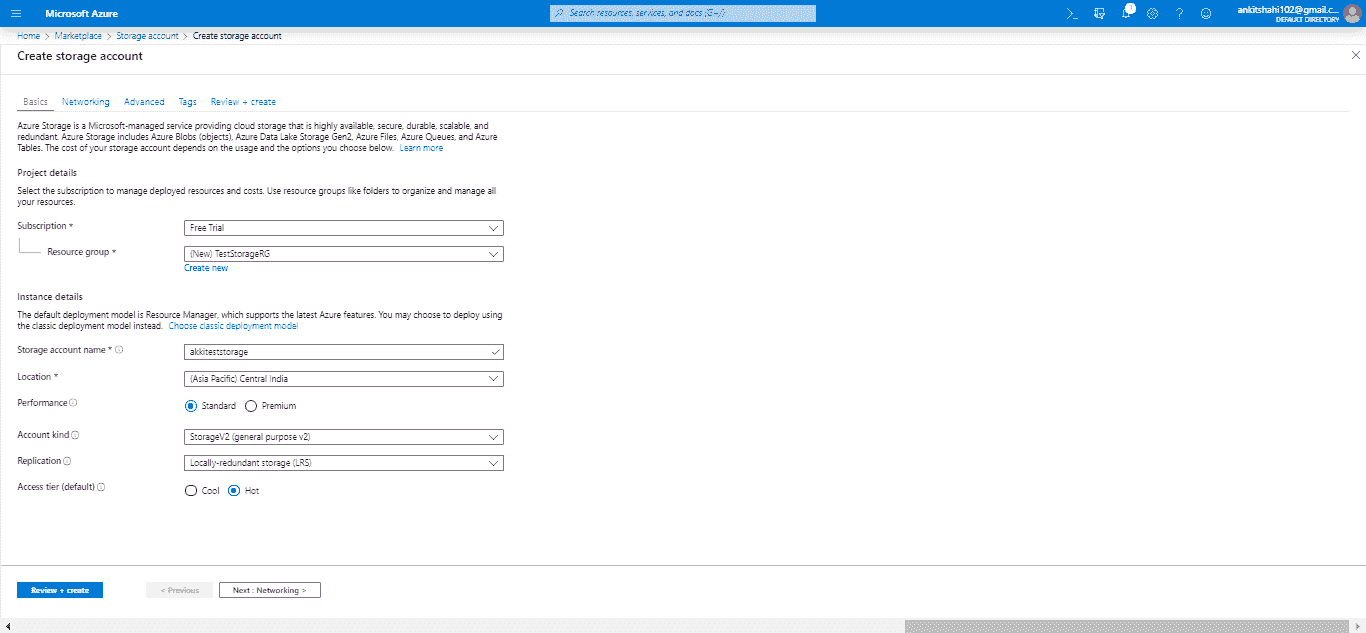 Microsoft Azure
Search resources, services, and docs (G+/)
1
ankitshahi102@gmail.c...
DEFAULT DIRECTORY
Home > Marketplace > Storage account > Create storage account
Create storage account
Basics Networking Advanced Tags Review + create
Azure Storage is a Microsoft-managed service providing cloud storage that is highly available, secure, durable, scalable, and
redundant. Azure Storage includes Azure Blobs (objects), Azure Data Lake Storage Gen2, Azure Files, Azure Queues, and Azure
Tables. The cost of your storage account depends on the usage and the options you choose below. Learn more
Project details
Select the subscription to manage deployed resources and costs. Use resource groups like folders to organize and manage all
your resources.
Subscription * Free Trial
Resource group * (New) TestStorageRG
Create new
Instance details
The default deployment model is Resource Manager, which supports the latest Azure features. You may choose to deploy using
the classic deployment model instead. Choose classic deployment model
Storage account name * akkiteststorage
Location * (Asia Pacific) Central India
Performance Standard Premium
Account kind StorageV2 (general purpose v2)
Replication Locally-redundant storage (LRS)
Access tier (default) Cool Hot
Review + create < Previous Next : Networking >